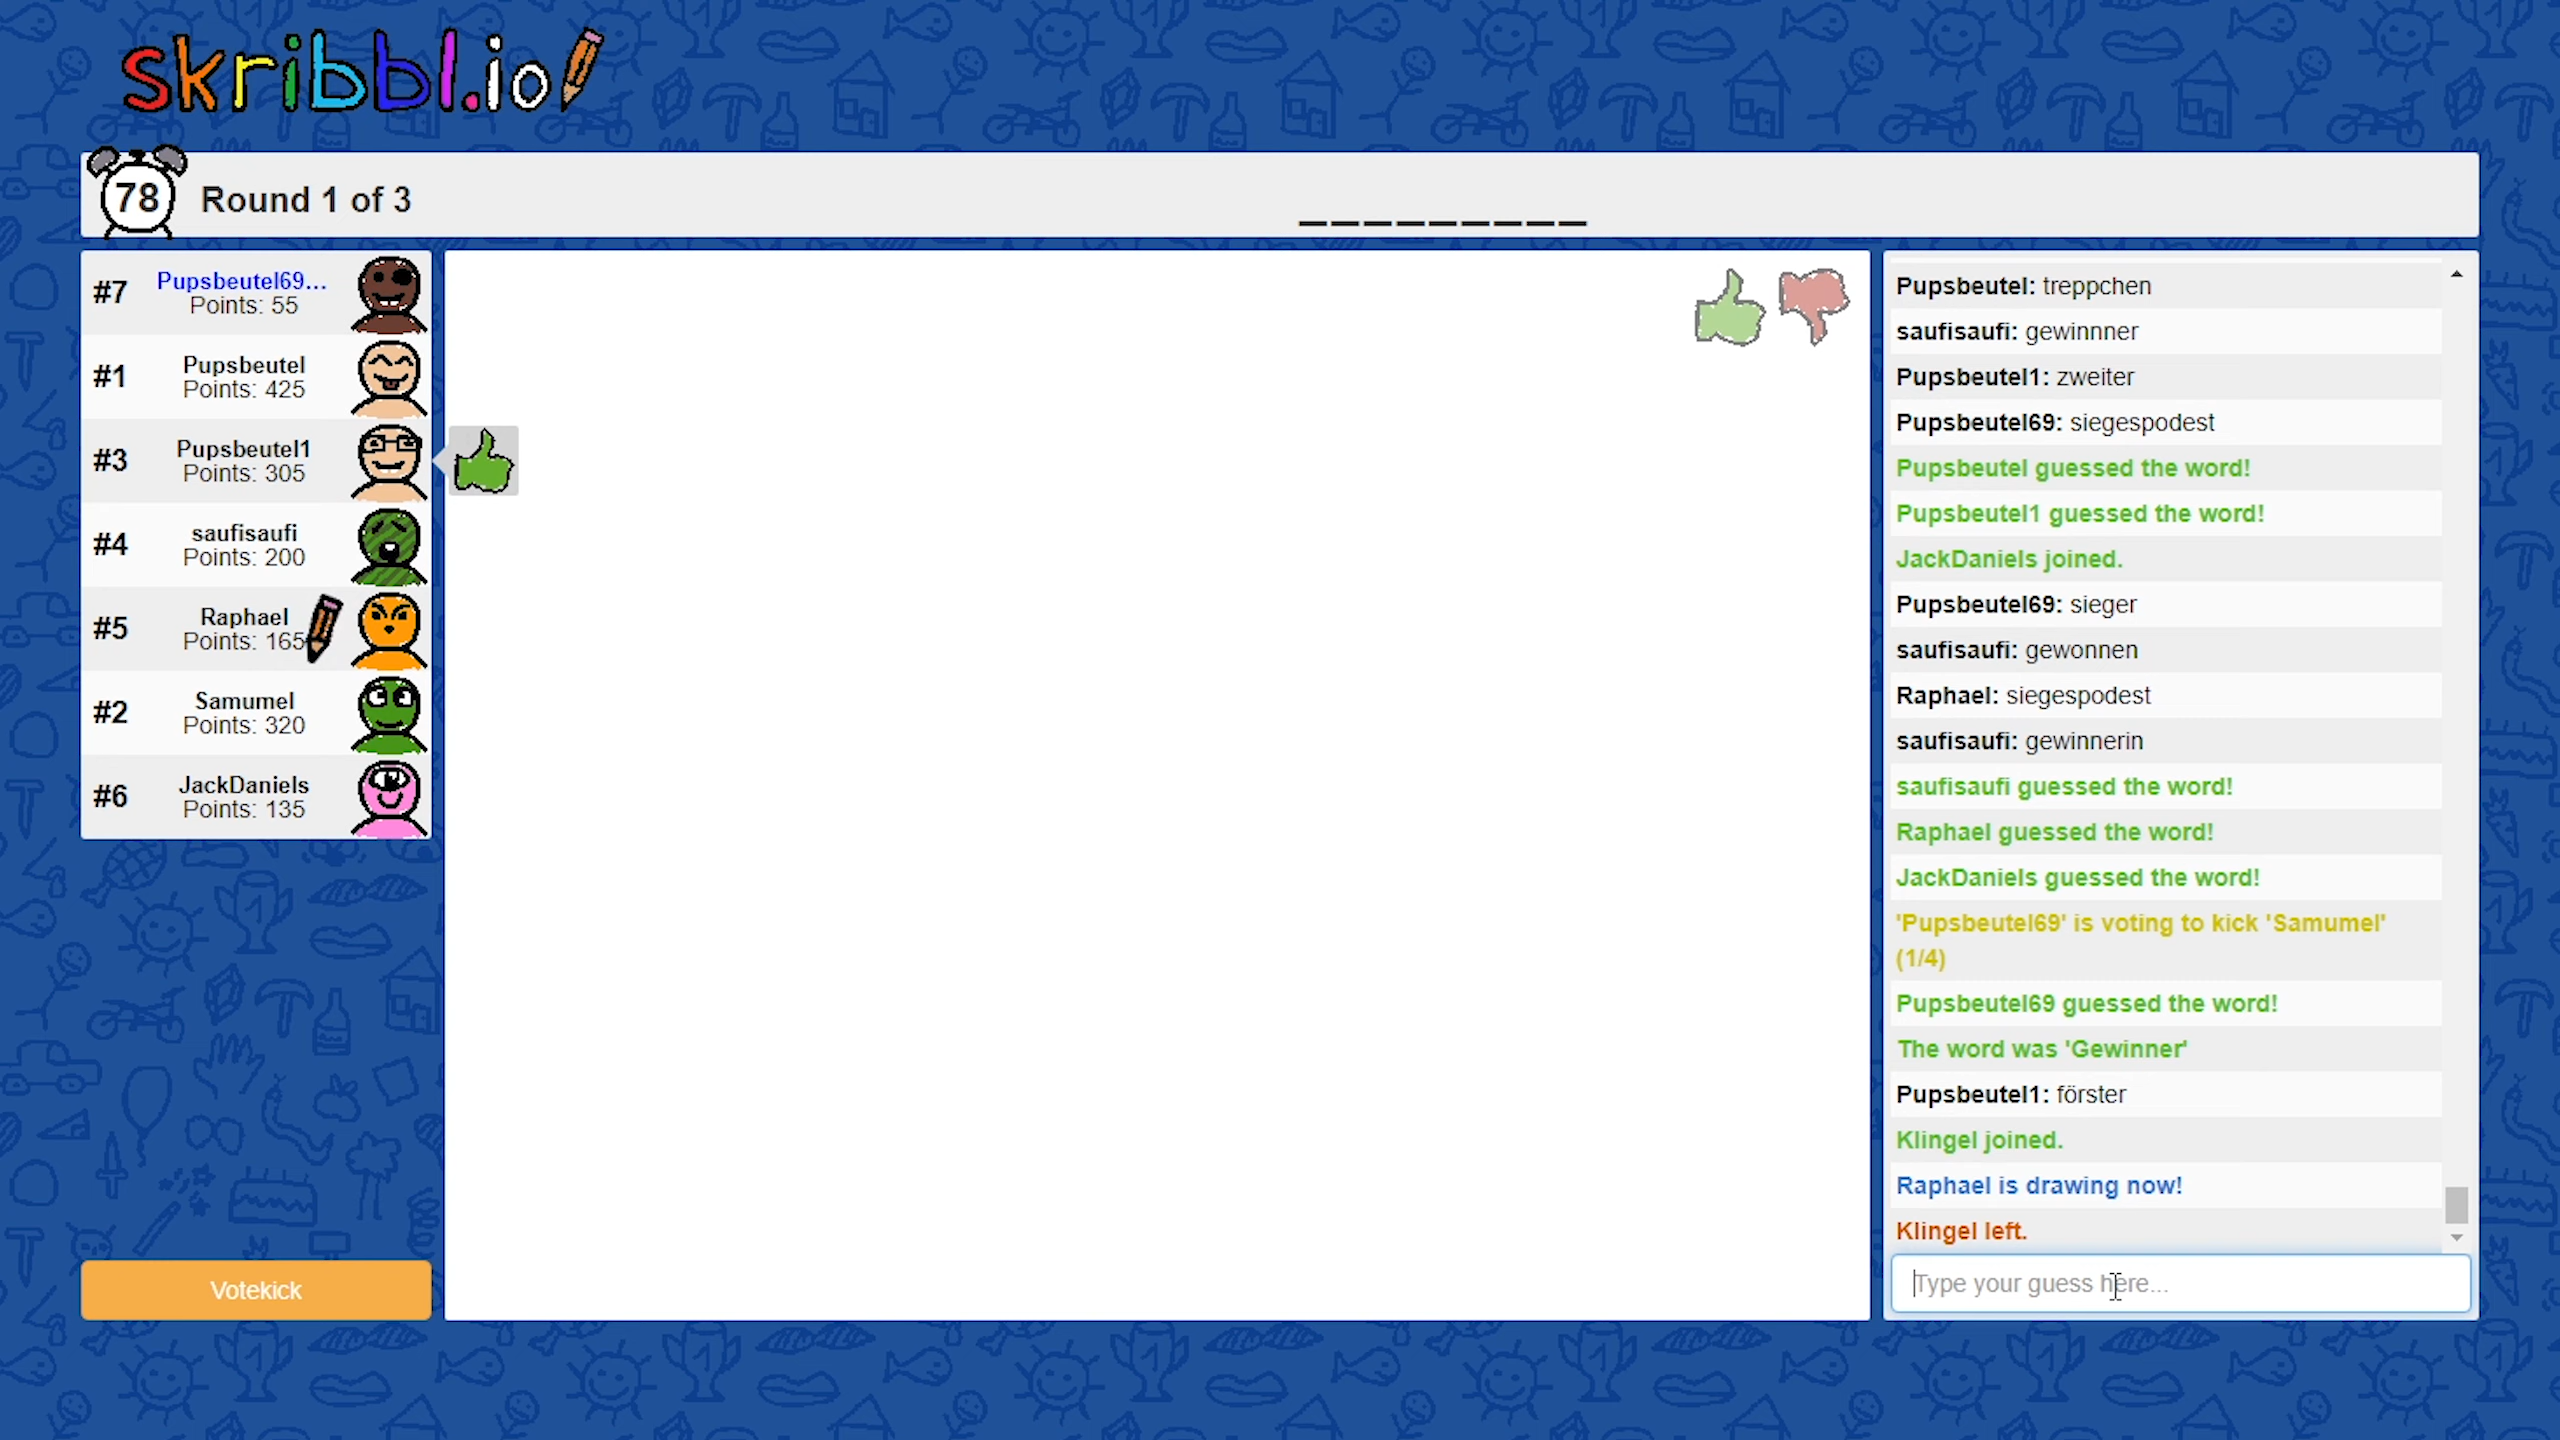 skribbl.io
78
Round 1 of 3
_________
#7
Pupsbeutel69...
Points: 55
#1
Pupsbeutel
Points: 425
#3
Pupsbeutel1
Points: 305
#4
saufisaufi
Points: 200
#5
Raphael
Points: 165
#2
Samumel
Points: 320
#6
JackDaniels
Points: 135
Votekick
Pupsbeutel: treppchen
saufisaufi: gewinnner
Pupsbeutel1: zweiter
Pupsbeutel69: siegespodest
Pupsbeutel guessed the word!
Pupsbeutel1 guessed the word!
JackDaniels joined.
Pupsbeutel69: sieger
saufisaufi: gewonnen
Raphael: siegespodest
saufisaufi: gewinnerin
saufisaufi guessed the word!
Raphael guessed the word!
JackDaniels guessed the word!
'Pupsbeutel69' is voting to kick 'Samumel'
(1/4)
Pupsbeutel69 guessed the word!
The word was 'Gewinner'
Pupsbeutel1: förster
Klingel joined.
Raphael is drawing now!
Klingel left.
Type your guess here...